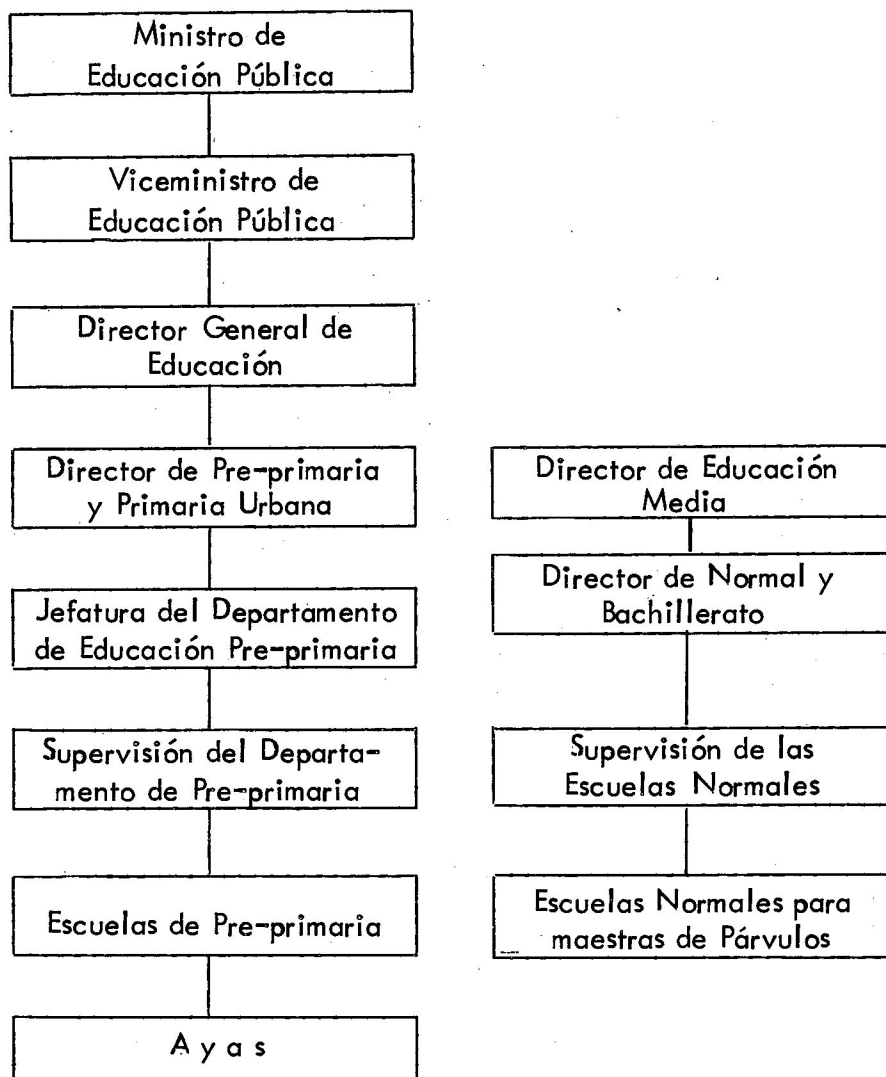 Ministro de
Educación Pública
Viceministro de
Educación Pública
Director General de
Educación
Director de Pre-primaria
y Primaria Urbana
Jefatura del Departamento
de Educación Pre-primaria
Supervisión del Departa-
mento de Pre-primaria
Escuelas de Pre-primaria
Ayas
Director de Educación
Media
Director de Normal y
Bachillerato
Supervisión de las
Escuelas Normales
Escuelas Normales para
maestras de Párvulos